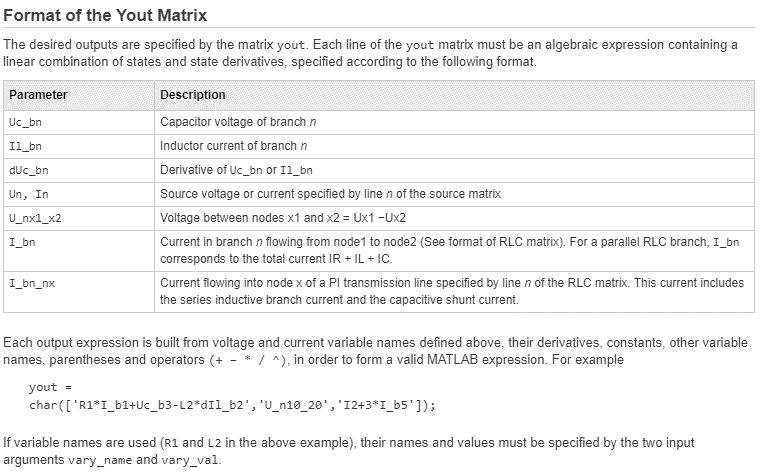 Format of the Yout Matrix
The desired outputs are specified by the matrix yout. Each line of the yout matrix must be an algebraic expression containing a
linear combination of states and state derivatives, specified according to the following format.
Parameter Description
Uc_bn Capacitor voltage of branch n
Il_bn Inductor current of branch n
dUc_bn Derivative of Uc_bn or Il_bn
Un, In Source voltage or current specified by line n of the source matrix
U_nx1_x2 Voltage between nodes x1 and x2 = Ux1 −Ux2
I_bn Current in branch n flowing from node1 to node2 (See format of RLC matrix). For a parallel RLC branch, I_bn
corresponds to the total current IR + IL + IC.
I_bn_nx Current flowing into node x of a PI transmission line specified by line n of the RLC matrix. This current includes
the series inductive branch current and the capacitive shunt current.
Each output expression is built from voltage and current variable names defined above, their derivatives, constants, other variable
names, parentheses and operators (+ - * / ^), in order to form a valid MATLAB expression. For example
yout =
char(['R1*I_b1+Uc_b3-L2*dIl_b2','U_n10_20','I2+3*I_b5']);
If variable names are used (R1 and L2 in the above example), their names and values must be specified by the two input
arguments vary_name and vary_val.